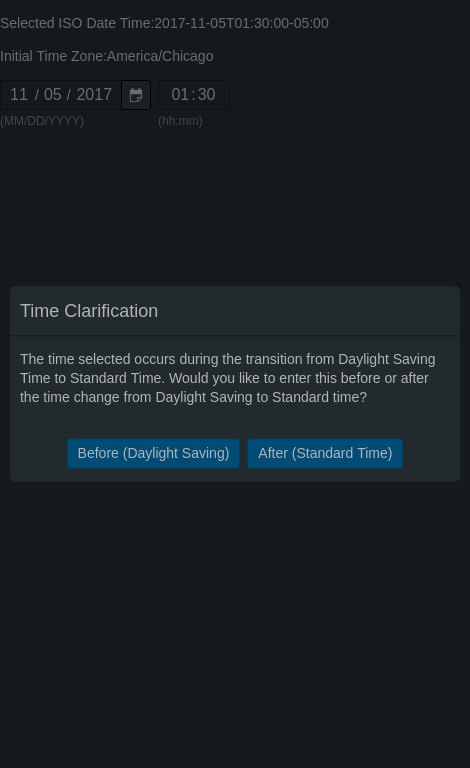 Selected ISO Date Time:2017-11-05T01:30:00-05:00
Initial Time Zone:America/Chicago
11 / 05 / 2017 01:30
(MM/DD/YYYY) (hh:mm)
Time Clarification
The time selected occurs during the transition from Daylight Saving
Time to Standard Time. Would you like to enter this before or after
the time change from Daylight Saving to Standard time?
Before (Daylight Saving) After (Standard Time)